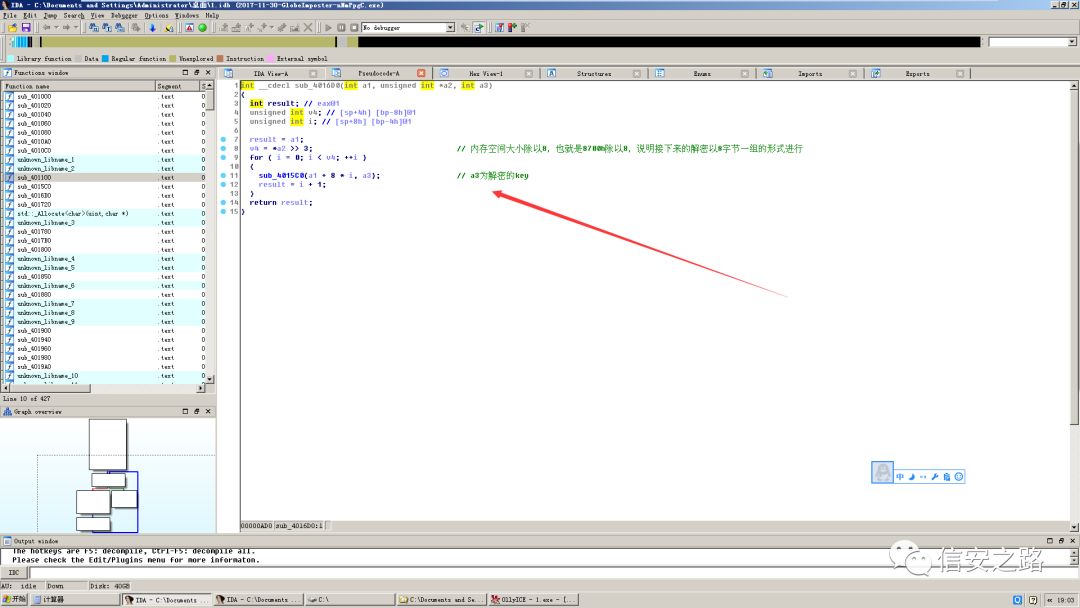 IDA - C:\Documents and Settings\Administrator\桌面\1.idb (2017-11-30-GlobeImposter-mMmPpgC.exe)
File Edit Jump Search View Debugger Options Windows Help
No debugger
Library function Data Regular function Unexplored Instruction External symbol
Functions window
IDA View-A Pseudocode-A Hex View-1 Structures Enums Imports Exports
Function name Segment S
sub_401000 .text 0
sub_401020 .text 0
sub_401040 .text 0
sub_401060 .text 0
sub_401080 .text 0
sub_4010A0 .text 0
sub_4010C0 .text 0
unknown_libname_1 .text 0
unknown_libname_2 .text 0
sub_401100 .text 0
sub_4015C0 .text 0
sub_4016D0 .text 0
sub_401720 .text 0
std::_Allocate<char>(uint,char *) .text 0
unknown_libname_3 .text 0
sub_401780 .text 0
sub_4017B0 .text 0
sub_401800 .text 0
unknown_libname_4 .text 0
unknown_libname_5 .text 0
sub_401850 .text 0
unknown_libname_6 .text 0
sub_401880 .text 0
unknown_libname_7 .text 0
unknown_libname_8 .text 0
unknown_libname_9 .text 0
sub_401900 .text 0
sub_401940 .text 0
sub_401960 .text 0
sub_401980 .text 0
sub_4019A0 .text 0
unknown_libname_10 .text 0
Line 10 of 427
Graph overview
1 int __cdecl sub_4016D0(int a1, unsigned int *a2, int a3)
2 {
3 int result; // eax@1
4 unsigned int v4; // [sp+4h] [bp-8h]@1
5 unsigned int i; // [sp+8h] [bp-4h]@1
6
7 result = a1;
8 v4 = *a2 >> 3; // 内存空间大小除以8，也就是8700h除以8，说明接下来的解密以8字节一组的形式进行
9 for ( i = 0; i < v4; ++i )
10 {
11 sub_4015C0(a1 + 8 * i, a3); // a3为解密的key
12 result = i + 1;
13 }
14 return result;
15 }
00000AD0 sub_4016D0:1
中
Output window
The hotkeys are F5: decompile, Ctrl-F5: decompile all.
Please check the Edit/Plugins menu for more informaton.
IDC
AU: idle Down Disk: 40GB
信安之路
开始 计算器 IDA - C:\Documents ... IDA - C:\Documents ... C:\ C:\Documents and Se... OllyICE - 1.exe - [... 19:03